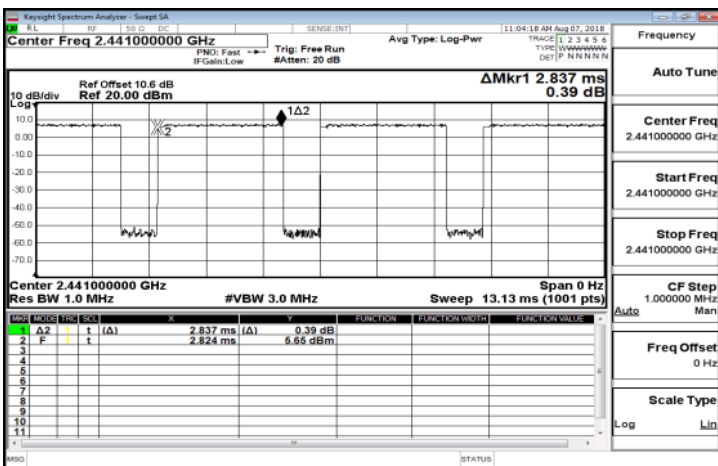 Keysight Spectrum Analyzer - Swept SA
RL RF 50 Ω DC SENSE:INT 11:04:18 AM Aug 07, 2018
Center Freq 2.441000000 GHz
PNO: Fast
IFGain:Low
Trig: Free Run
#Atten: 20 dB
Avg Type: Log-Pwr
TRACE 1 2 3 4 5 6
TYPE WWWWWW
DET P NNNNN
Ref Offset 10.6 dB
10 dB/div Ref 20.00 dBm
ΔMkr1 2.837 ms
0.39 dB
Log
10.0
0.00
-10.0
-20.0
-30.0
-40.0
-50.0
-60.0
-70.0
1Δ2
2
Center 2.441000000 GHz Span 0 Hz
Res BW 1.0 MHz #VBW 3.0 MHz Sweep 13.13 ms (1001 pts)
MKR MODE TRC SCL X Y FUNCTION FUNCTION WIDTH FUNCTION VALUE
1 Δ2 1 t (Δ) 2.837 ms (Δ) 0.39 dB
2 F 1 t 2.824 ms 5.65 dBm
3
4
5
6
7
8
9
10
11
MSG STATUS
Frequency
Auto Tune
Center Freq
2.441000000 GHz
Start Freq
2.441000000 GHz
Stop Freq
2.441000000 GHz
CF Step
1.000000 MHz
Auto Man
Freq Offset
0 Hz
Scale Type
Log Lin